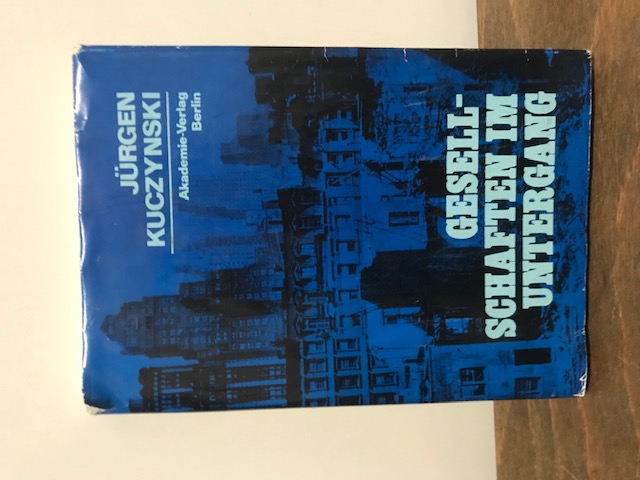 JÜRGEN
KUCZYNSKI
Akademie-Verlag
Berlin
GESELL-
SCHAFTEN IM
UNTERGANG